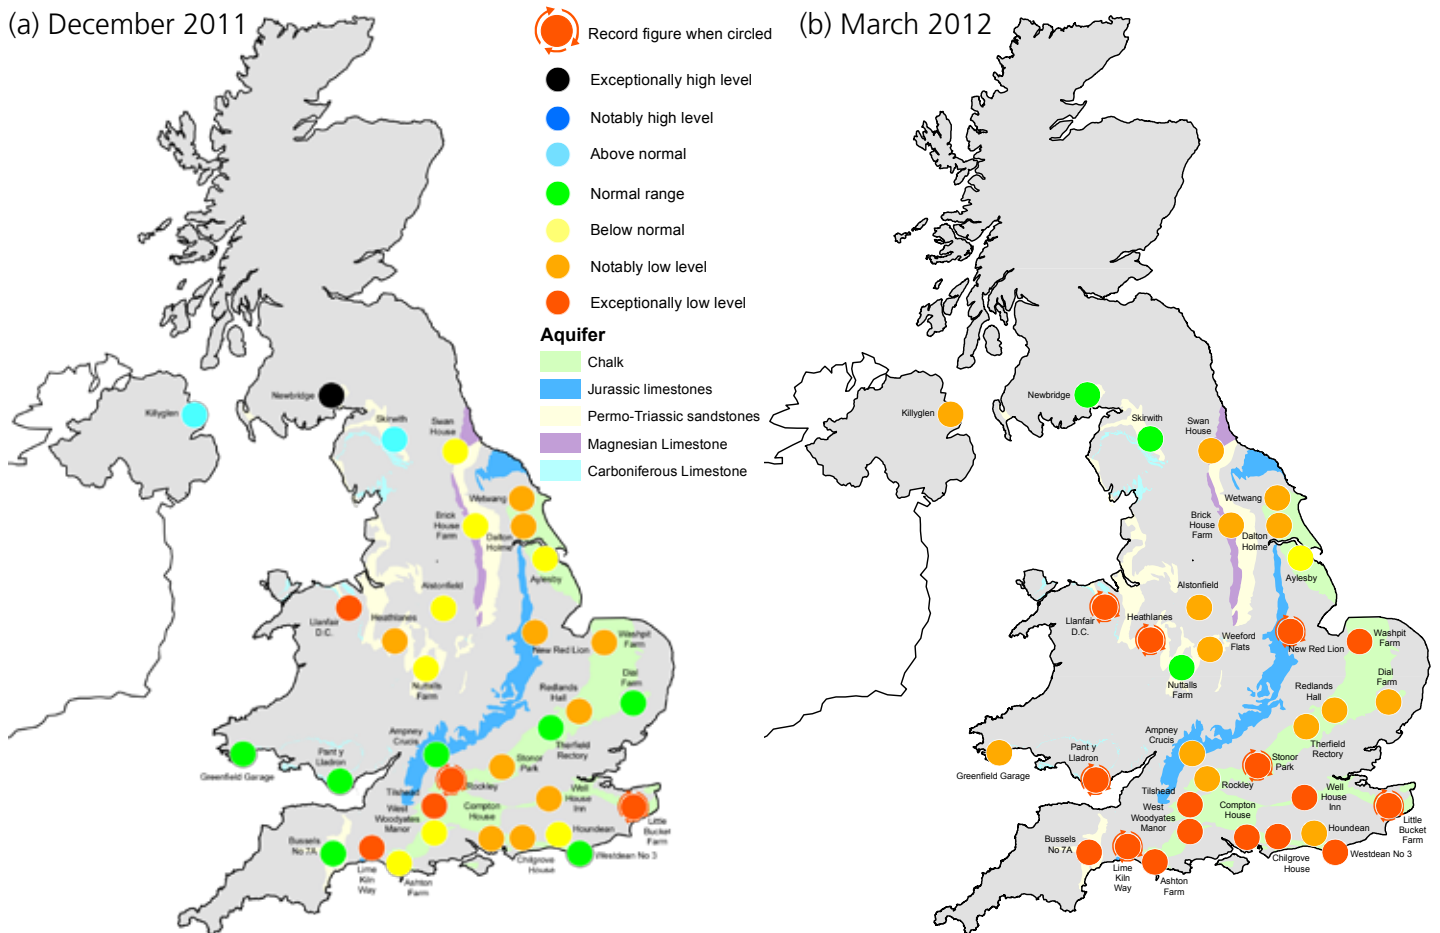 (a) December 2011
Record figure when circled
Exceptionally high level
Notably high level
Above normal
Normal range
Below normal
Notably low level
Exceptionally low level
Aquifer
Chalk
Jurassic limestones
Permo-Triassic sandstones
Magnesian Limestone
Carboniferous Limestone
Newbridge
Killyglen
Skirwith
Swan
House
Wetwang
Brick
House
Farm
Dalton
Holme
Aylesby
Alstonfield
Llanfair
D.C.
Heathlanes
New Red Lion
Washpit
Farm
Nuttalls
Farm
Dial
Farm
Redlands
Hall
Ampney
Crucis
Therfield
Rectory
Pant y
Lladron
Greenfield Garage
Stonor
Park
Rockley
Tilshead
West
Woodyates
Manor
Compton
House
Well
House
Inn
Little
Bucket
Farm
Bussels
No 7A
Houndean
Lime
Kiln
Way
Ashton
Farm
Chilgrove
House
Westdean No 3
(b) March 2012
Newbridge
Killyglen
Skirwith
Swan
House
Wetwang
Brick
House
Farm
Dalton
Holme
Aylesby
Alstonfield
Llanfair
D.C.
Heathlanes
Weeford
Flats
New Red Lion
Washpit
Farm
Nuttalls
Farm
Dial
Farm
Redlands
Hall
Ampney
Crucis
Therfield
Rectory
Pant y
Lladron
Greenfield Garage
Stonor
Park
Rockley
Tilshead
West
Woodyates
Manor
Compton
House
Well
House
Inn
Little
Bucket
Farm
Bussels
No 7A
Houndean
Lime
Kiln
Way
Ashton
Farm
Chilgrove
House
Westdean No 3